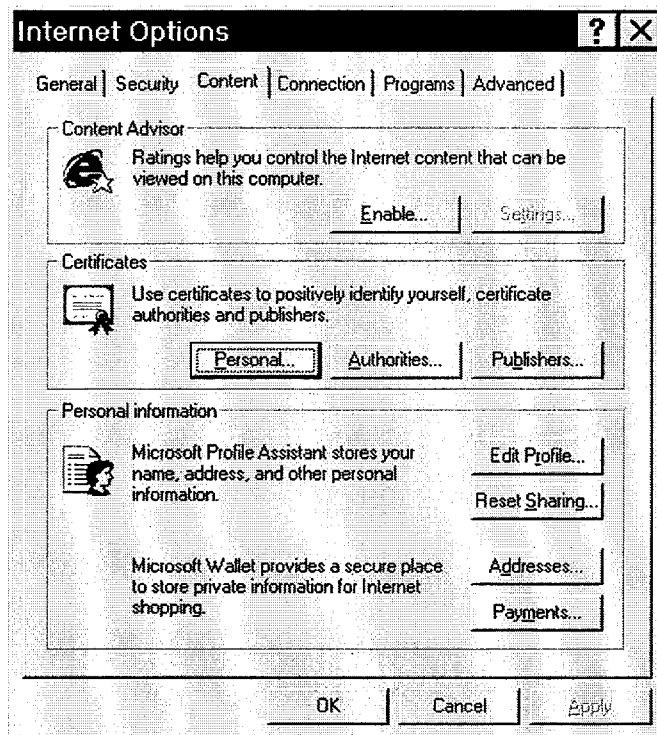 Internet Options
General Security Content Connection Programs Advanced
Content Advisor
Ratings help you control the Internet content that can be
viewed on this computer.
Enable... Settings...
Certificates
Use certificates to positively identify yourself, certificate
authorities and publishers.
Personal... Authorities... Publishers...
Personal information
Microsoft Profile Assistant stores your
name, address, and other personal
information.
Edit Profile...
Reset Sharing...
Microsoft Wallet provides a secure place
to store private information for Internet
shopping.
Addresses...
Payments...
OK Cancel Apply